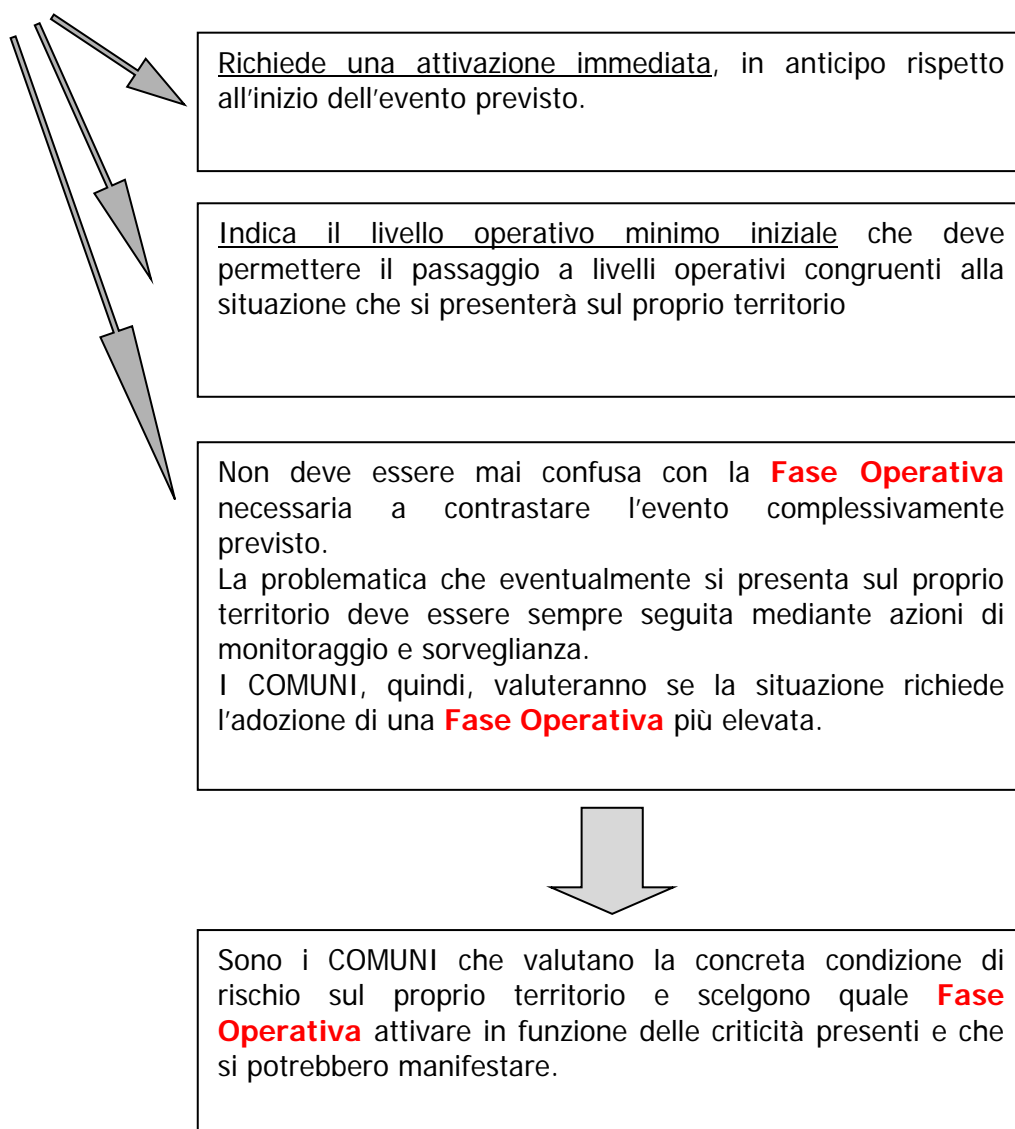 Richiede una attivazione immediata, in anticipo rispetto
all'inizio dell'evento previsto.
Indica il livello operativo minimo iniziale che deve
permettere il passaggio a livelli operativi congruenti alla
situazione che si presenterà sul proprio territorio
Non deve essere mai confusa con la Fase Operativa
necessaria a contrastare l'evento complessivamente
previsto.
La problematica che eventualmente si presenta sul proprio
territorio deve essere sempre seguita mediante azioni di
monitoraggio e sorveglianza.
I COMUNI, quindi, valuteranno se la situazione richiede
l'adozione di una Fase Operativa più elevata.
Sono i COMUNI che valutano la concreta condizione di
rischio sul proprio territorio e scelgono quale Fase
Operativa attivare in funzione delle criticità presenti e che
si potrebbero manifestare.